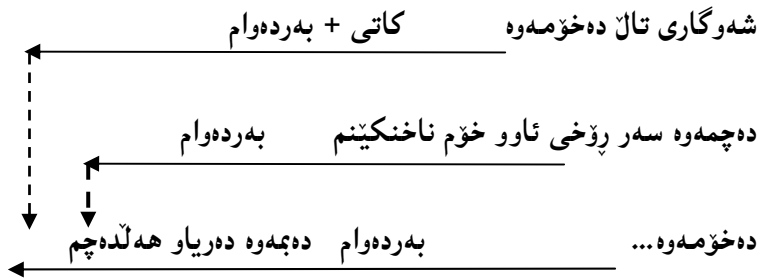 شەوگاری تاڵ دەخۆمەوە کاتی + بەردەوام
دەچمەوە سەر ڕۆخی ئاوو خۆم ناخنکێنم بەردەوام
دەخۆمەوە... بەردەوام دەبمەوە دەریاو هەڵدەچم